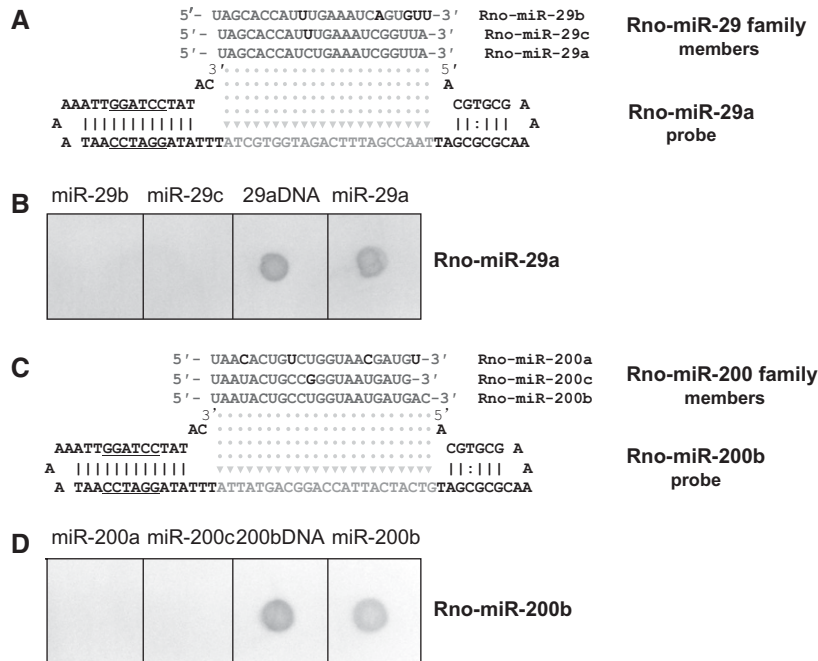 A
5'- UAGCACCAUUUGAAAUCAGUGUU-3' Rno-miR-29b
5'- UAGCACCAUUUGAAAUCGGUUA-3' Rno-miR-29c
5'- UAGCACCAUCUGAAAUCGGUUA-3' Rno-miR-29a
Rno-miR-29 family
members
3' 5'
AC A
AAATTGGATCCTAT CGTGCG A
A ||||||||||||| ||:||| A
A TAACCTAGGATATTTATCGTGGTAGACTTTAGCCAATTAGCGCGCAA
Rno-miR-29a
probe
B
miR-29b miR-29c 29aDNA miR-29a
Rno-miR-29a
C
5'- UAACACUGUCUGGUAACGAUGU-3' Rno-miR-200a
5'- UAAUACUGCCGGGUAAUGAUG-3' Rno-miR-200c
5'- UAAUACUGCCUGGUAAUGAUGAC-3' Rno-miR-200b
Rno-miR-200 family
members
3' 5'
AC A
AAATTGGATCCTAT CGTGCG A
A ||||||||||||| ||:||| A
A TAACCTAGGATATTTATTATGACGGACCATTACTACTGTAGCGCGCAA
Rno-miR-200b
probe
D
miR-200a miR-200c 200bDNA miR-200b
Rno-miR-200b